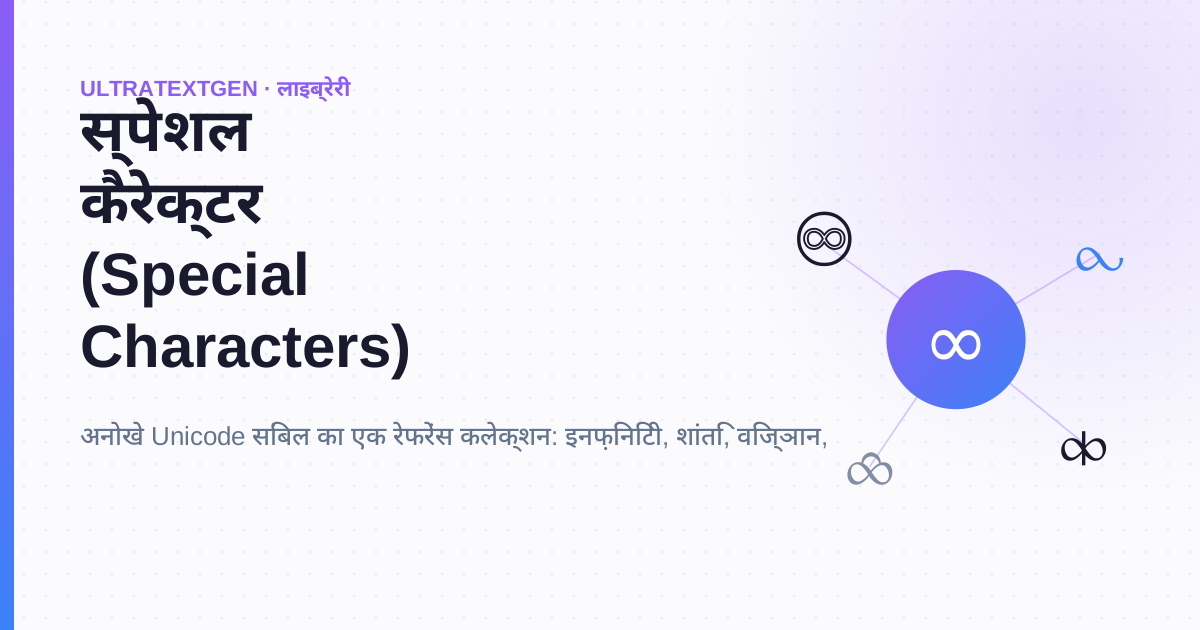 ULTRATEXTGEN · लाइब्रेरी
स्पेशल
कैरेक्टर
(Special
Characters)
अनोखे Unicode सिंबल का एक रेफरेंस कलेक्शन: इनफ़िनिटी, शांति, विज्ञान,
♾
∾
∞
⧞
⧝